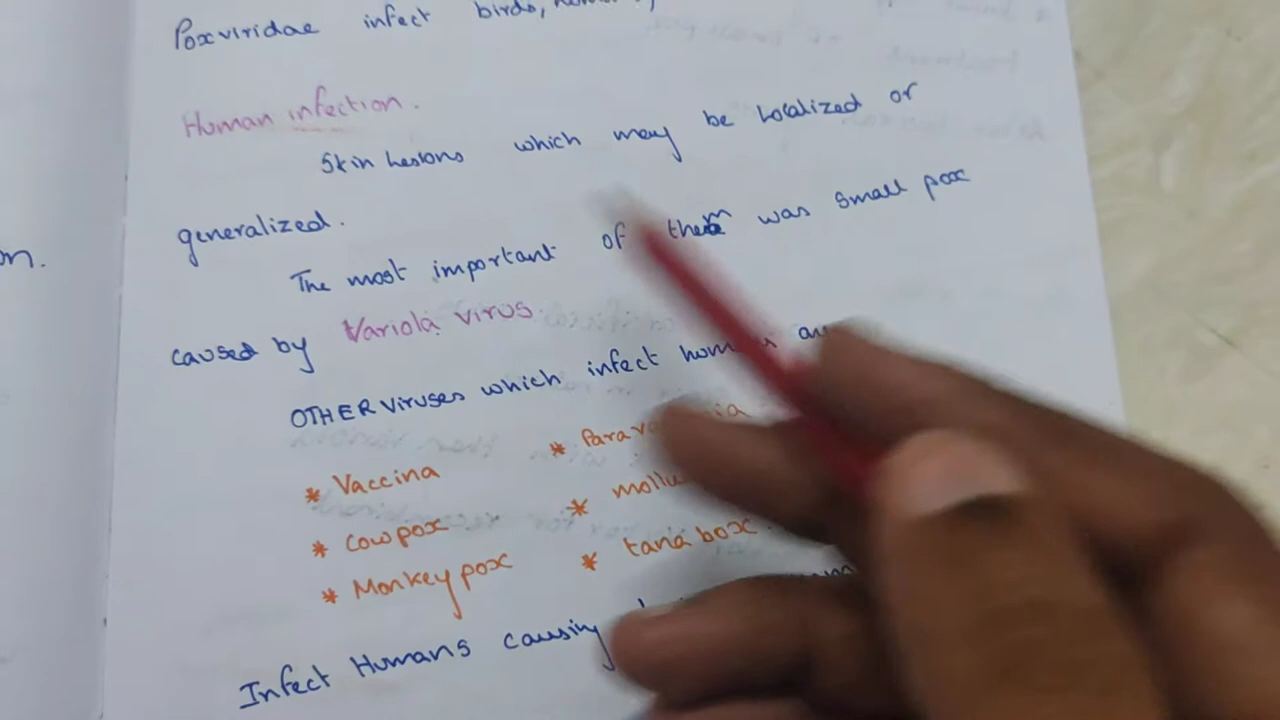 Poxviridae infect birds,
Human infection.
Skin lesions which may be localized or
generalized.
The most important of them was small pox
caused by Variola virus
OTHER viruses which infect
* Vaccina
* cowpox
* tana box
* Monkey pox
Infect Humans causing
n.